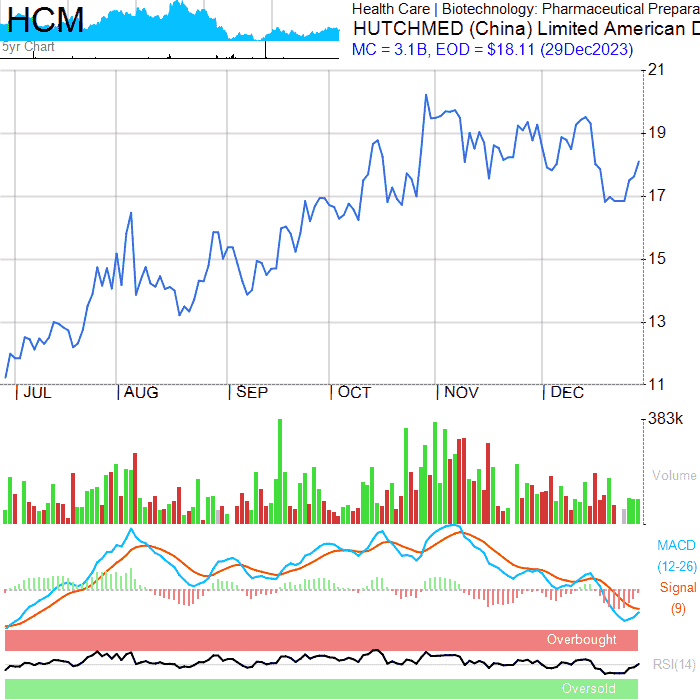 HCM
5yr Chart
Health Care | Biotechnology: Pharmaceutical Prepara
HUTCHMED (China) Limited American D
MC = 3.1B, EOD = $18.11 (29Dec2023)
21
19
17
15
13
11
JUL AUG SEP OCT NOV DEC
383k
Volume
MACD
(12-26)
Signal
(9)
Overbought
RSI(14)
Oversold